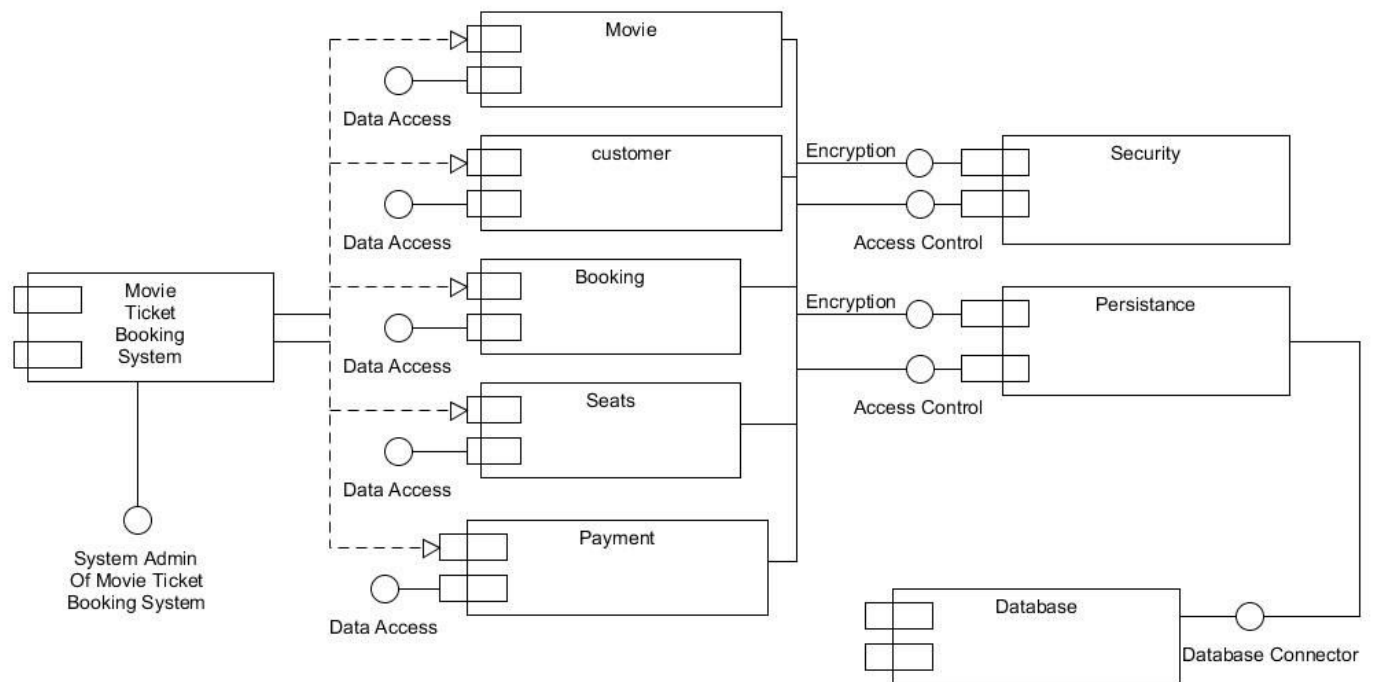 Movie
Data Access
customer
Data Access
Booking
Data Access
Seats
Data Access
Payment
Data Access
Movie
Ticket
Booking
System
System Admin
Of Movie Ticket
Booking System
Encryption
Security
Access Control
Encryption
Persistance
Access Control
Database
Database Connector